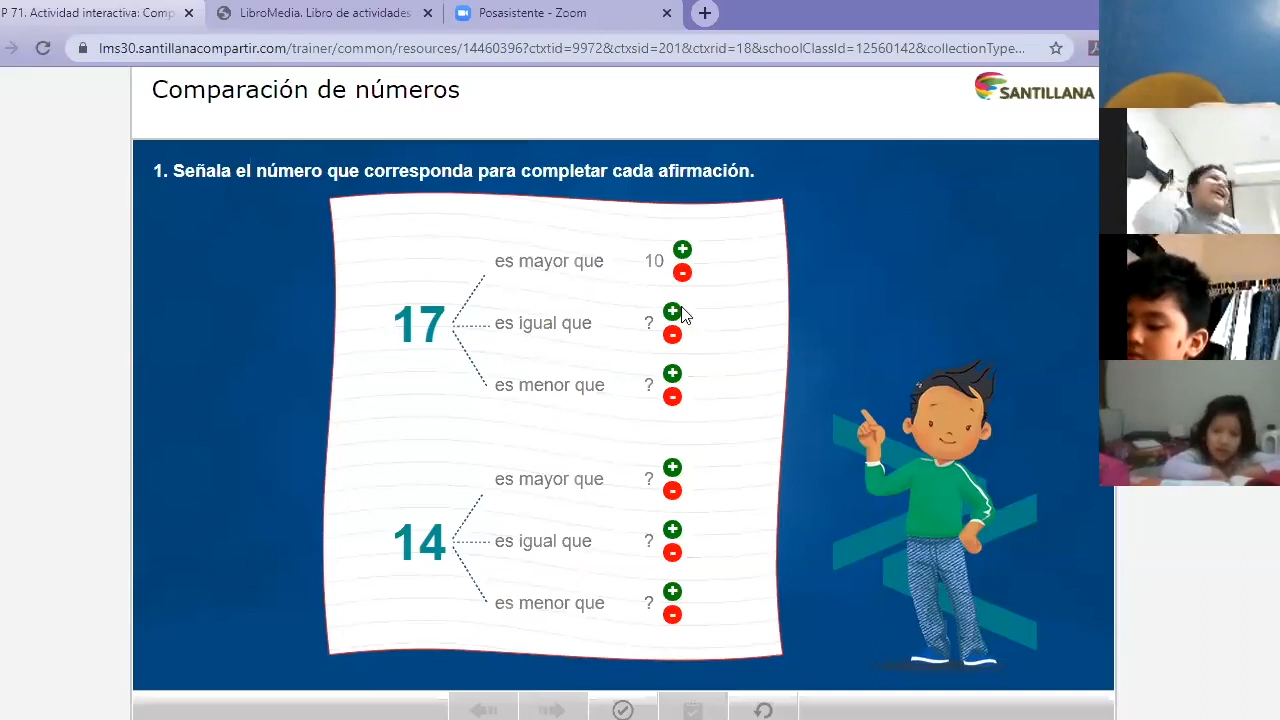 P 71. Actividad interactiva: Comp
LibroMedia. Libro de actividades
Posasistente - Zoom
lms30.santillanacompartir.com/trainer/common/resources/14460396?ctxtid=9972&ctxsid=201&ctxrid=18&schoolClassId=12560142&collectionType...
Comparación de números
SANTILLANA
1. Señala el número que corresponda para completar cada afirmación.
es mayor que 10
17 es igual que ?
es menor que ?
es mayor que ?
14 es igual que ?
es menor que ?